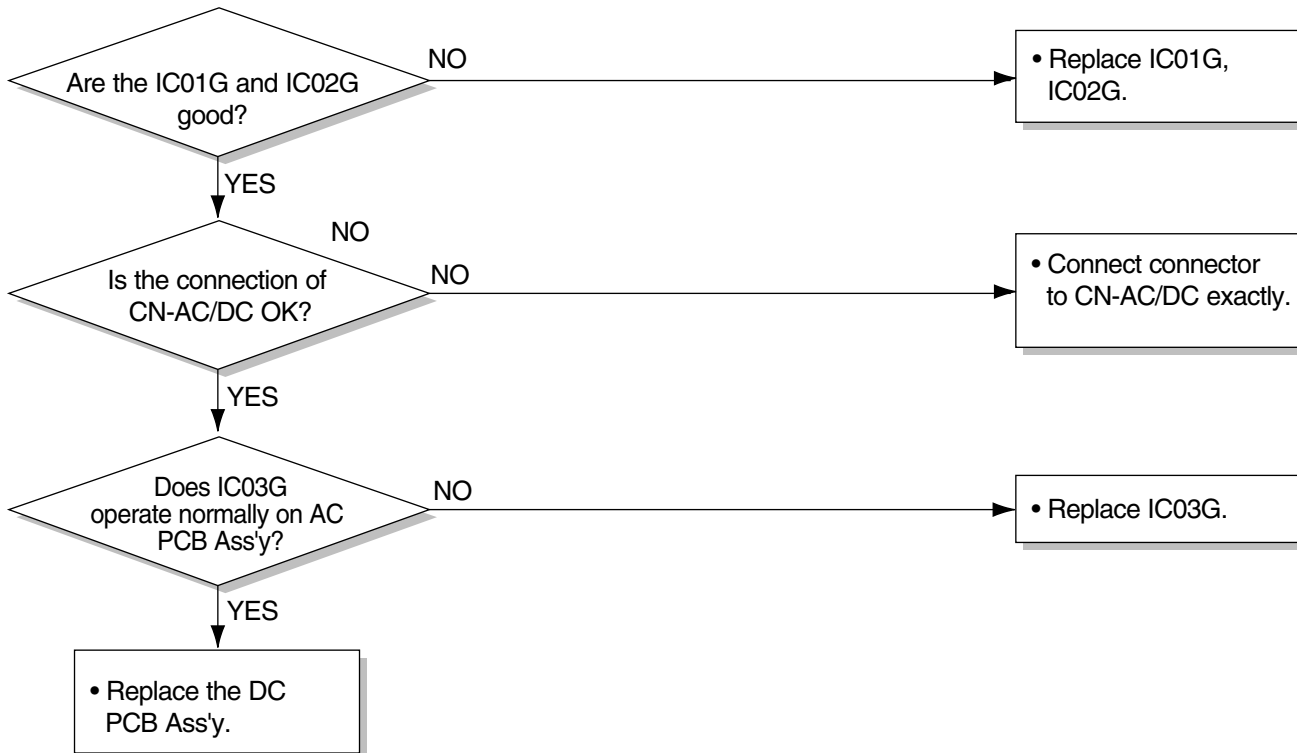 Are the IC01G and IC02G
good?
NO
• Replace IC01G,
IC02G.
YES
NO
Is the connection of
CN-AC/DC OK?
NO
• Connect connector
to CN-AC/DC exactly.
YES
Does IC03G
operate normally on AC
PCB Ass'y?
NO
• Replace IC03G.
YES
• Replace the DC
PCB Ass'y.